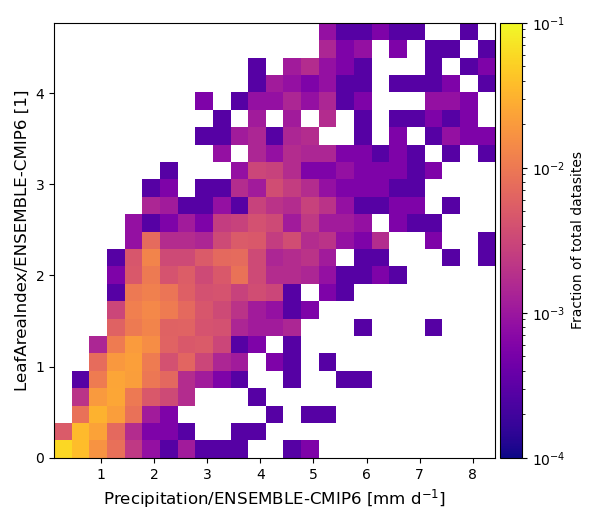 LeafAreaIndex/ENSEMBLE-CMIP6 [1]
4
3
2
1
0
1 2 3 4 5 6 7 8
Precipitation/ENSEMBLE-CMIP6 [mm d⁻¹]
10⁻¹
10⁻²
10⁻³
10⁻⁴
Fraction of total datasites